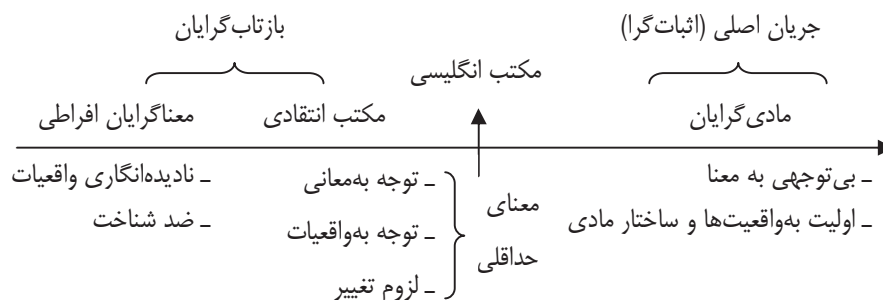 جریان اصلی (اثبات‌گرا)
بازتاب‌گرایان
مکتب انگلیسی
مادی‌گرایان
مکتب انتقادی
معناگرایان افراطی
ـ بی‌توجهی به معنا
ـ اولیت به‌واقعیت‌ها و ساختار مادی
معنای
حداقلی
ـ توجه به‌معانی
ـ توجه به‌واقعیات
ـ لزوم تغییر
ـ نادیده‌انگاری واقعیات
ـ ضد شناخت